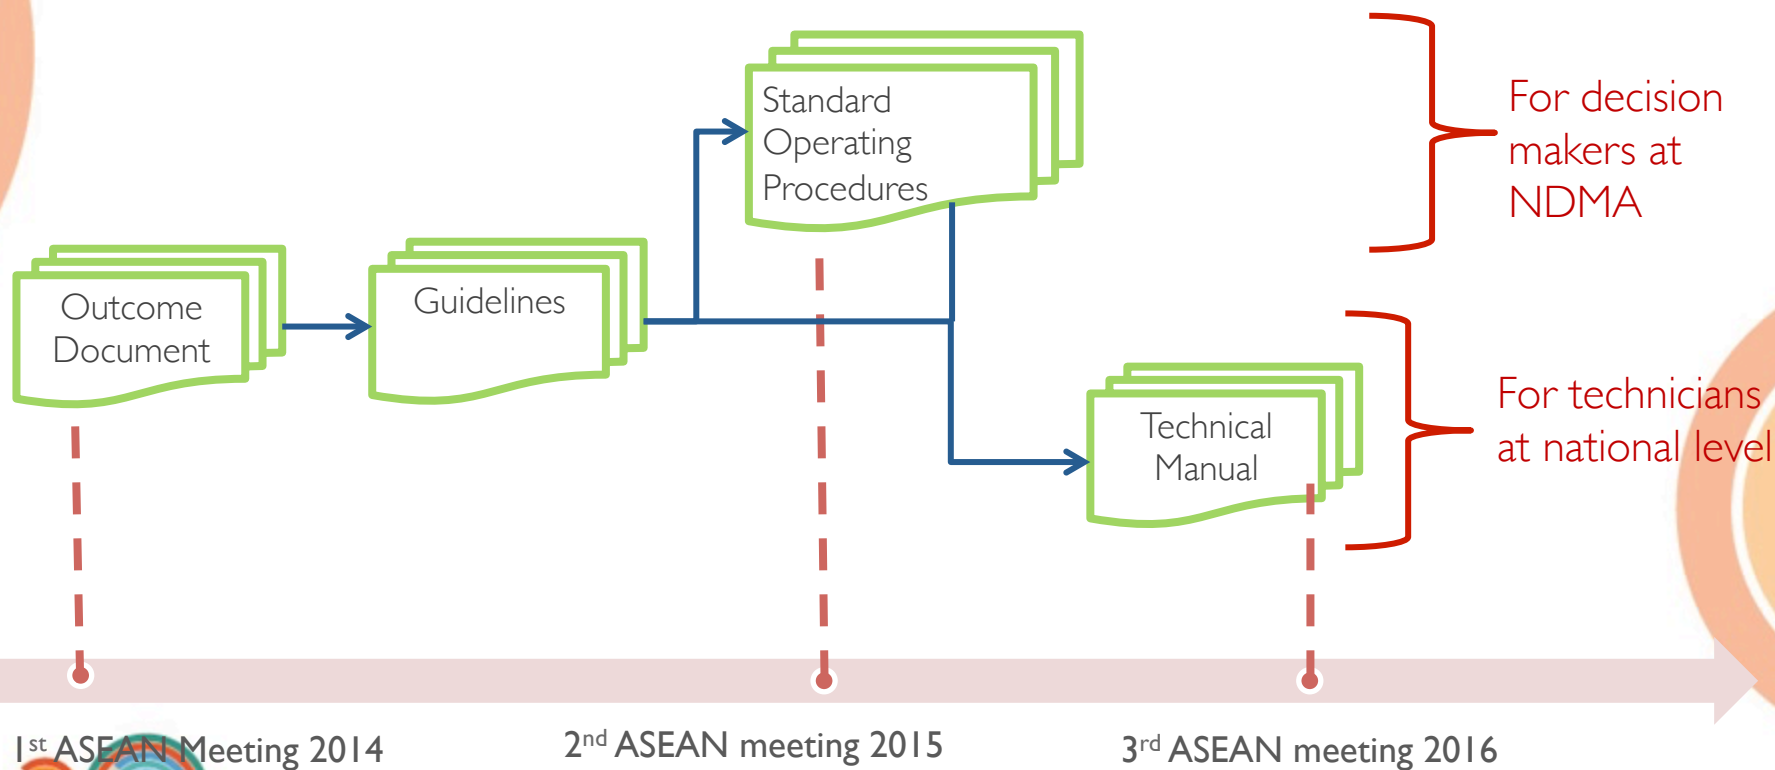 Standard
Operating
Procedures
For decision
makers at
NDMA
Outcome
Document
Guidelines
Technical
Manual
For technicians
at national level
1st ASEAN Meeting 2014
2nd ASEAN meeting 2015
3rd ASEAN meeting 2016